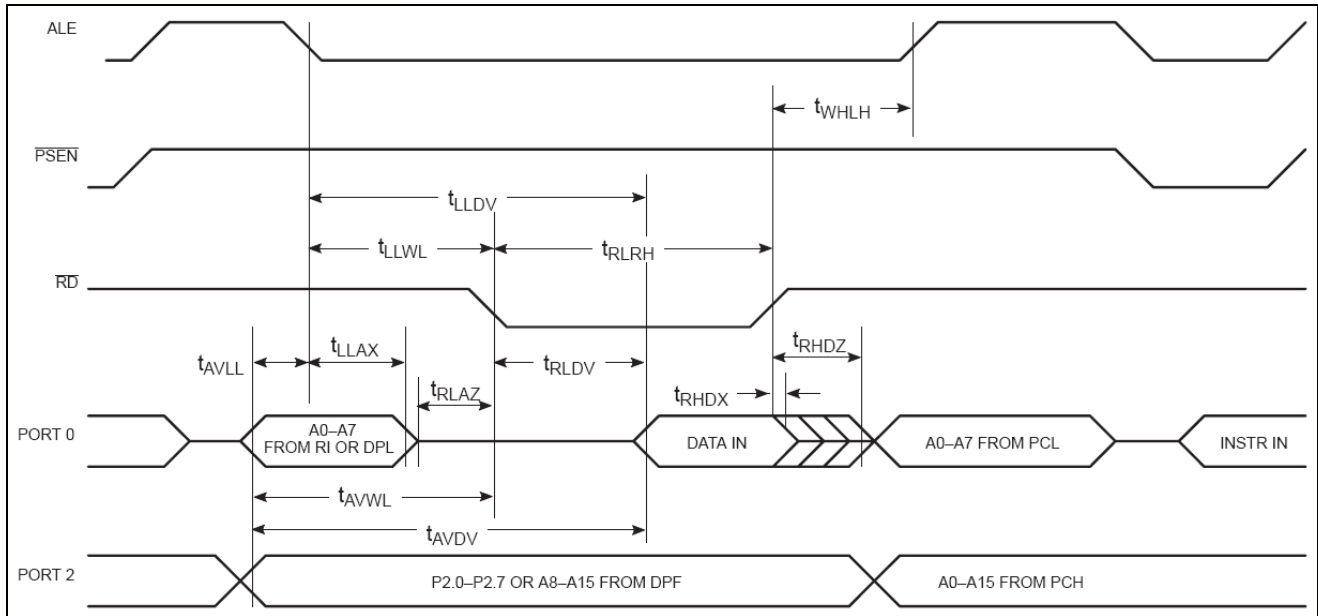 ALE
tWHLH
PSEN
tLLDV
tLLWL
tRLRH
RD
tAVLL
tLLAX
tRLAZ
tRLDV
tRHDZ
tRHDX
PORT 0
A0–A7
FROM RI OR DPL
DATA IN
A0–A7 FROM PCL
INSTR IN
tAVWL
tAVDV
PORT 2
P2.0–P2.7 OR A8–A15 FROM DPF
A0–A15 FROM PCH